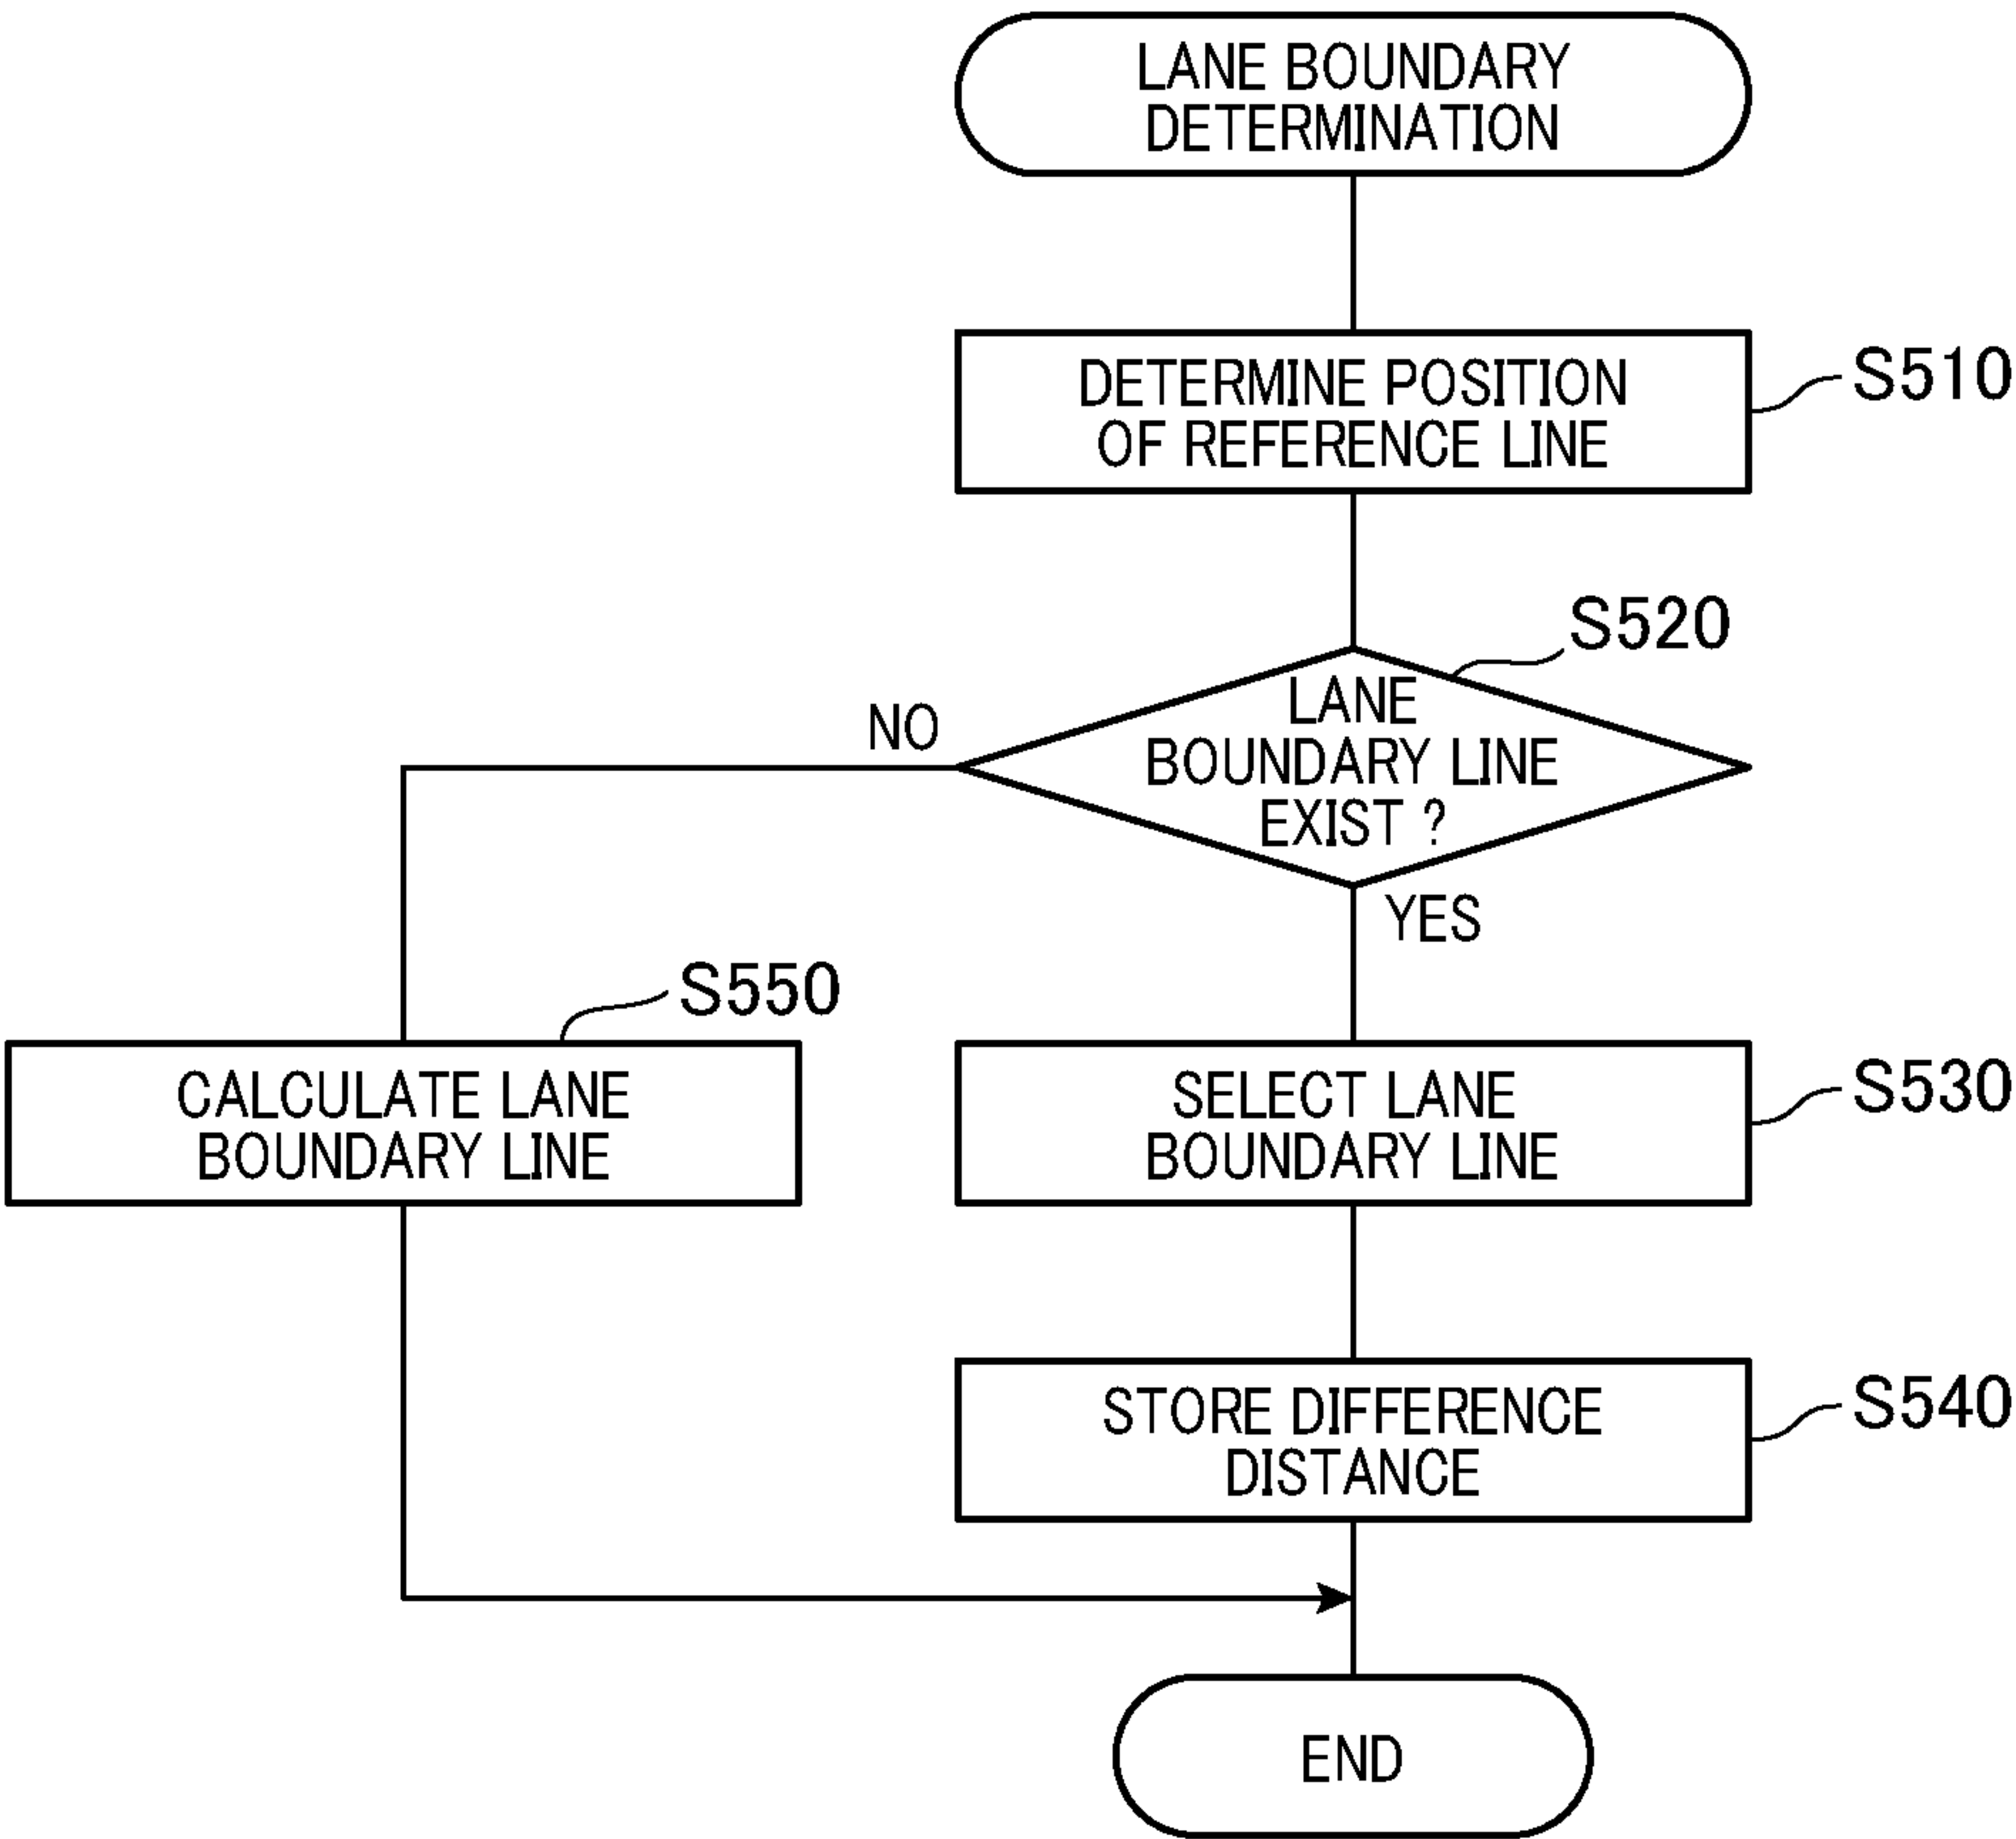 LANE BOUNDARY
DETERMINATION
DETERMINE POSITION
OF REFERENCE LINE
S510
S520
LANE
BOUNDARY LINE
EXIST ?
NO
YES
S550
CALCULATE LANE
BOUNDARY LINE
SELECT LANE
BOUNDARY LINE
S530
STORE DIFFERENCE
DISTANCE
S540
END